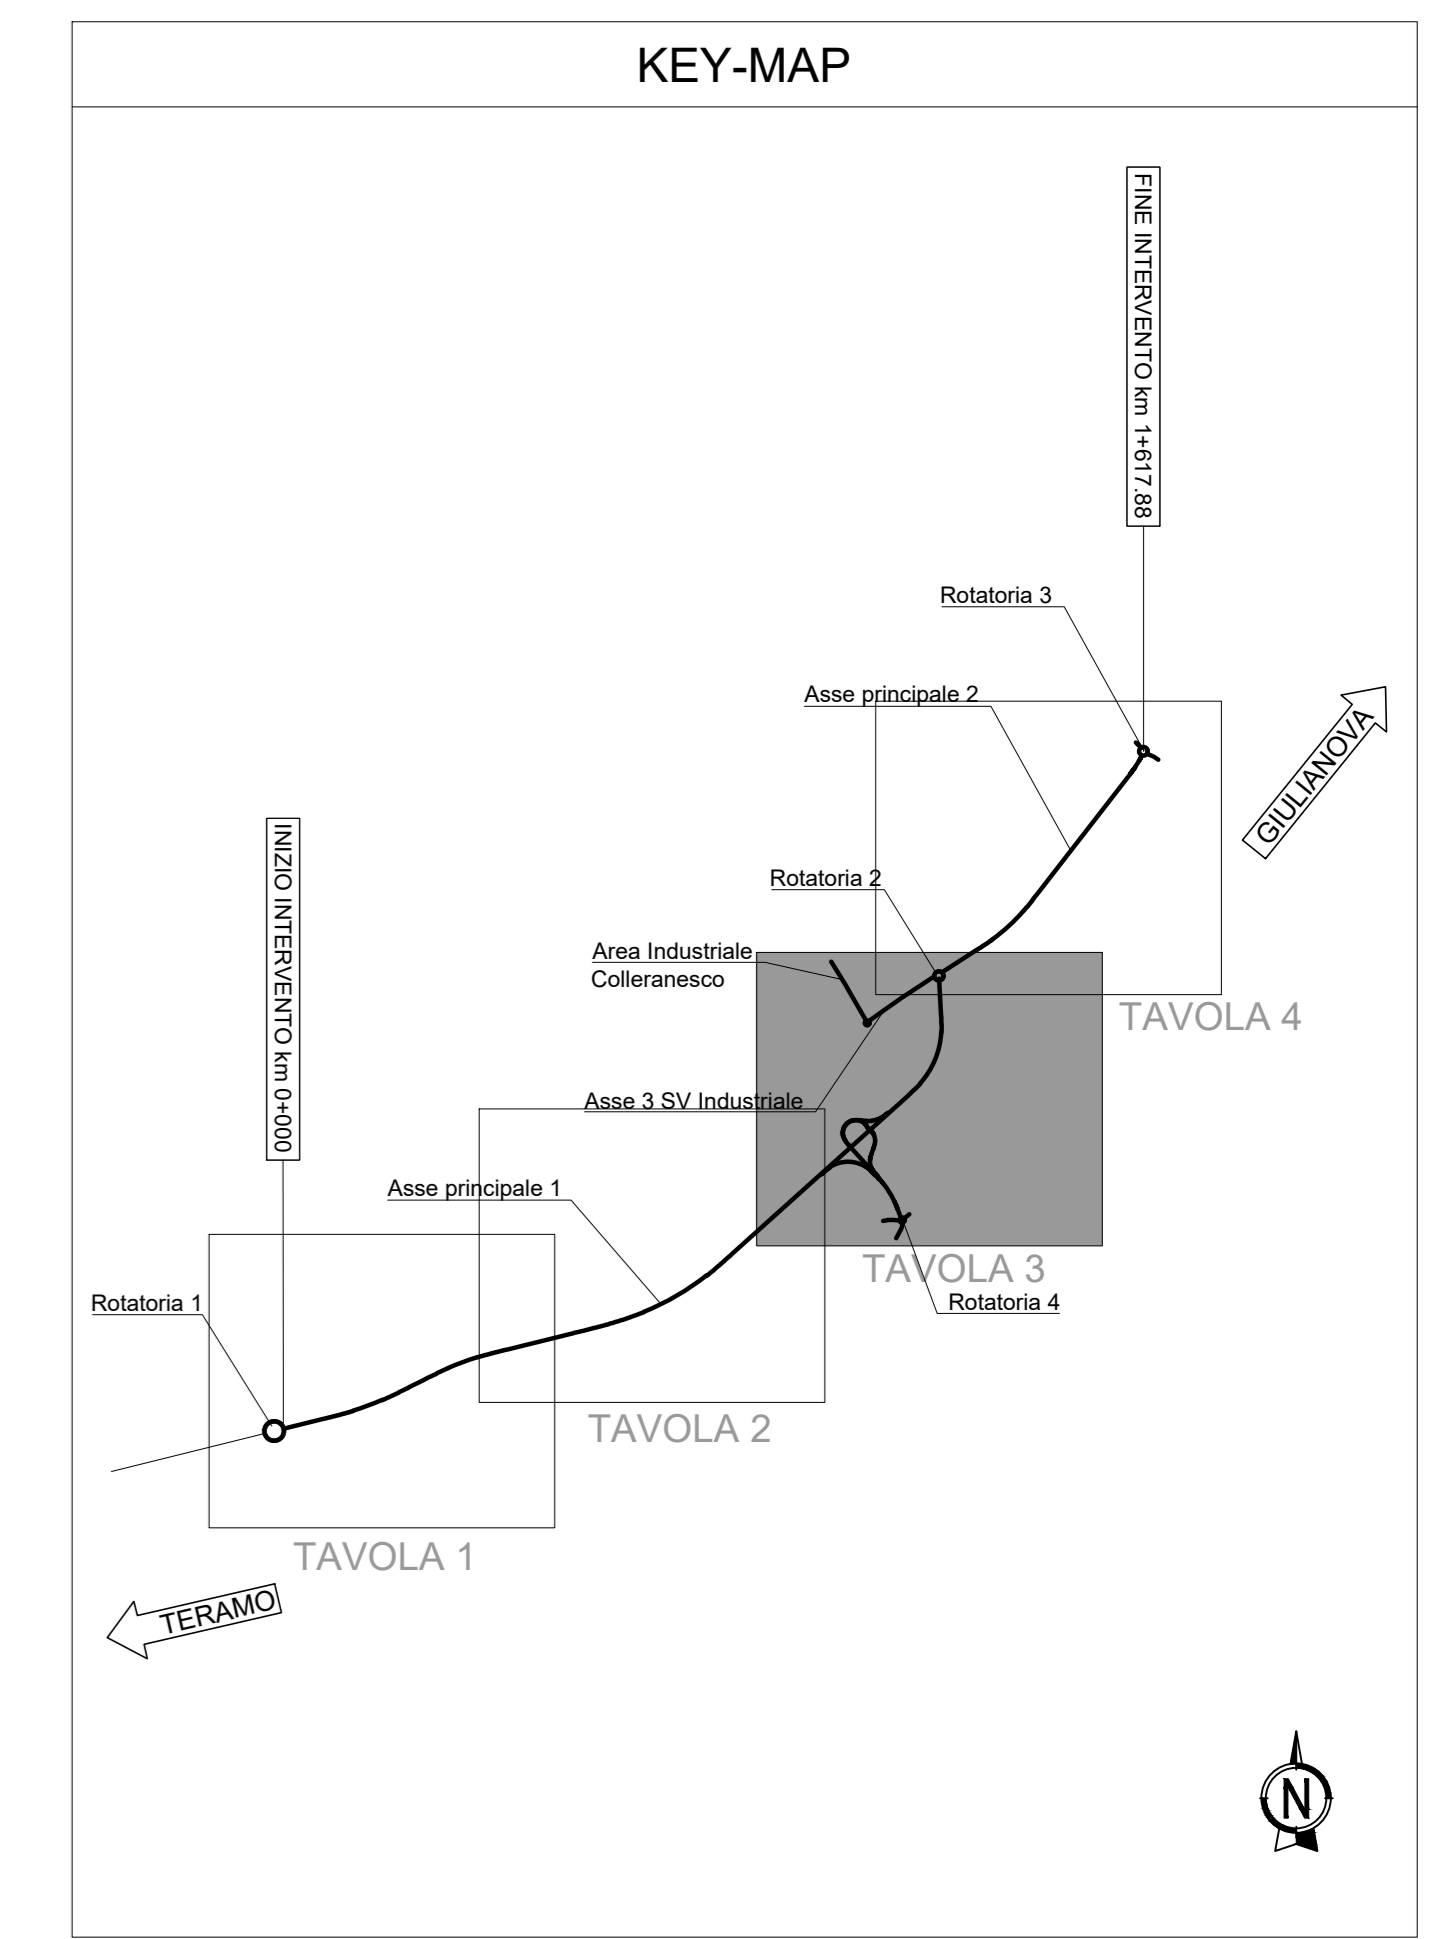 KEY-MAP
FINE INTERVENTO km 1+617.88
Rotatoria 3
Asse principale 2
GIULIANOVA
INIZIO INTERVENTO km 0+000
Rotatoria 2
Area Industriale
Colleranesco
TAVOLA 4
Asse 3 SV Industriale
Asse principale 1
TAVOLA 3
Rotatoria 1
Rotatoria 4
TAVOLA 2
TAVOLA 1
TERAMO
N